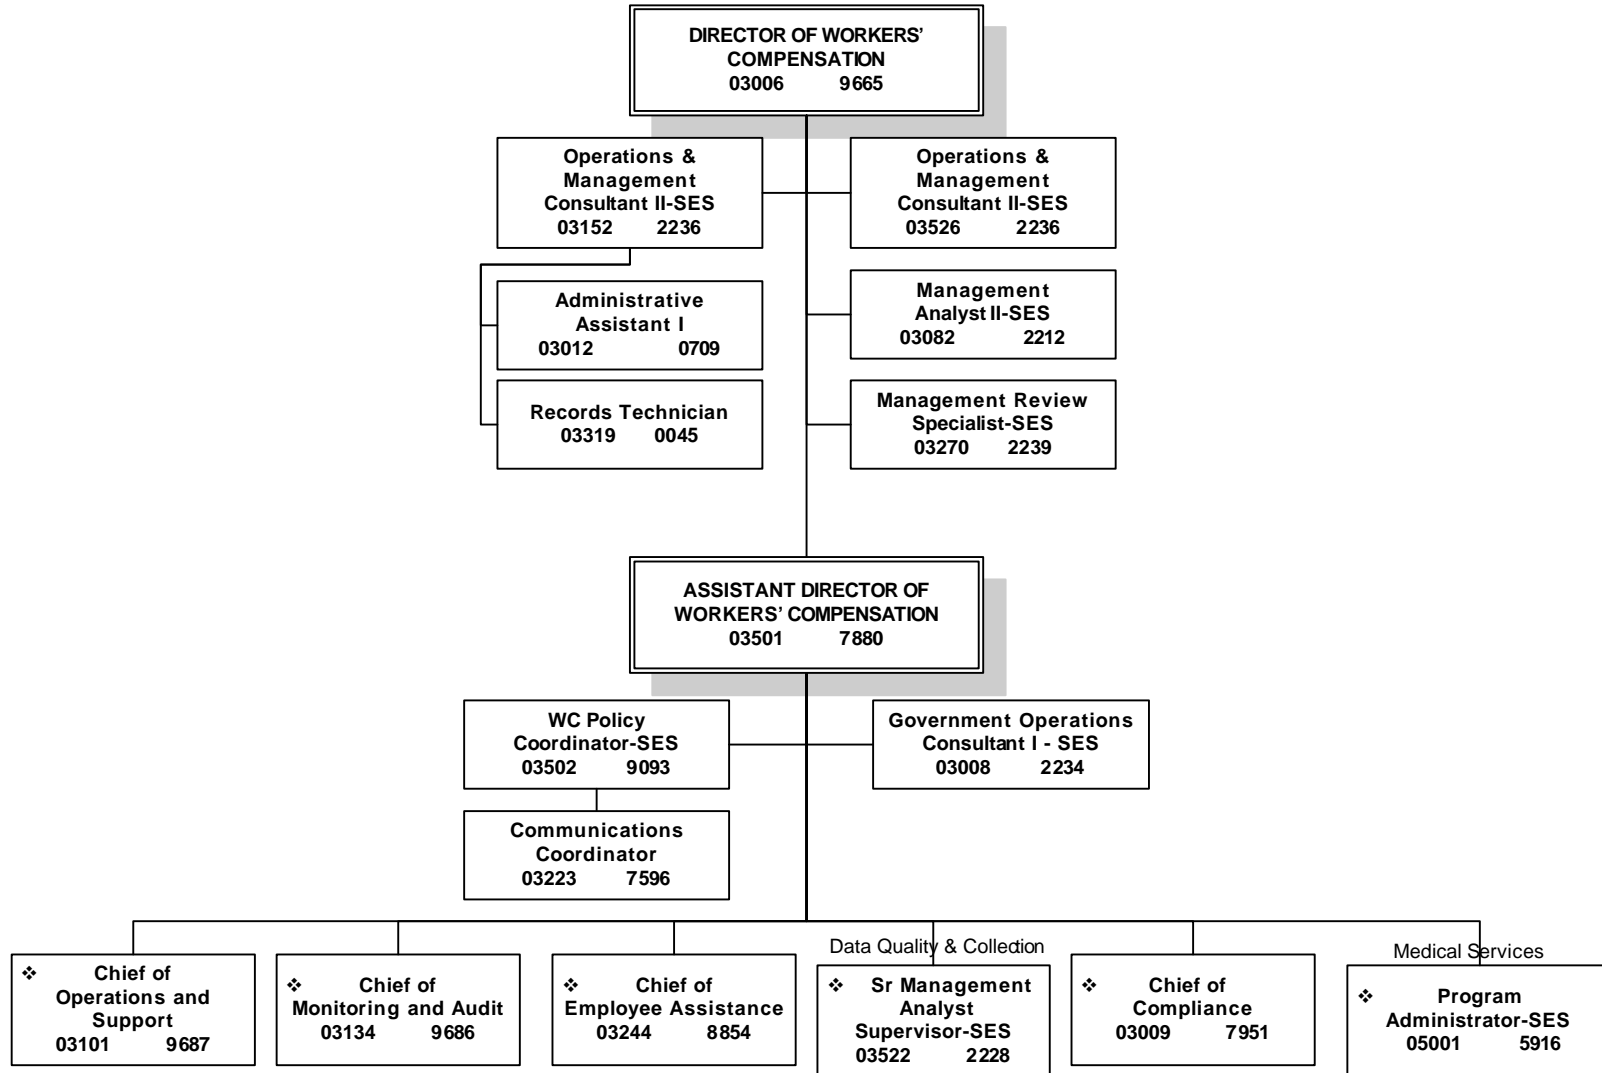 DIRECTOR OF WORKERS'
COMPENSATION
03006 9665
Operations &
Management
Consultant II-SES
03152 2236
Operations &
Management
Consultant II-SES
03526 2236
Administrative
Assistant I
03012 0709
Management
Analyst II-SES
03082 2212
Records Technician
03319 0045
Management Review
Specialist-SES
03270 2239
ASSISTANT DIRECTOR OF
WORKERS' COMPENSATION
03501 7880
WC Policy
Coordinator-SES
03502 9093
Government Operations
Consultant I - SES
03008 2234
Communications
Coordinator
03223 7596
❖ Chief of
Operations and
Support
03101 9687
❖ Chief of
Monitoring and Audit
03134 9686
❖ Chief of
Employee Assistance
03244 8854
Data Quality & Collection
❖ Sr Management
Analyst
Supervisor-SES
03522 2228
❖ Chief of
Compliance
03009 7951
Medical Services
❖ Program
Administrator-SES
05001 5916